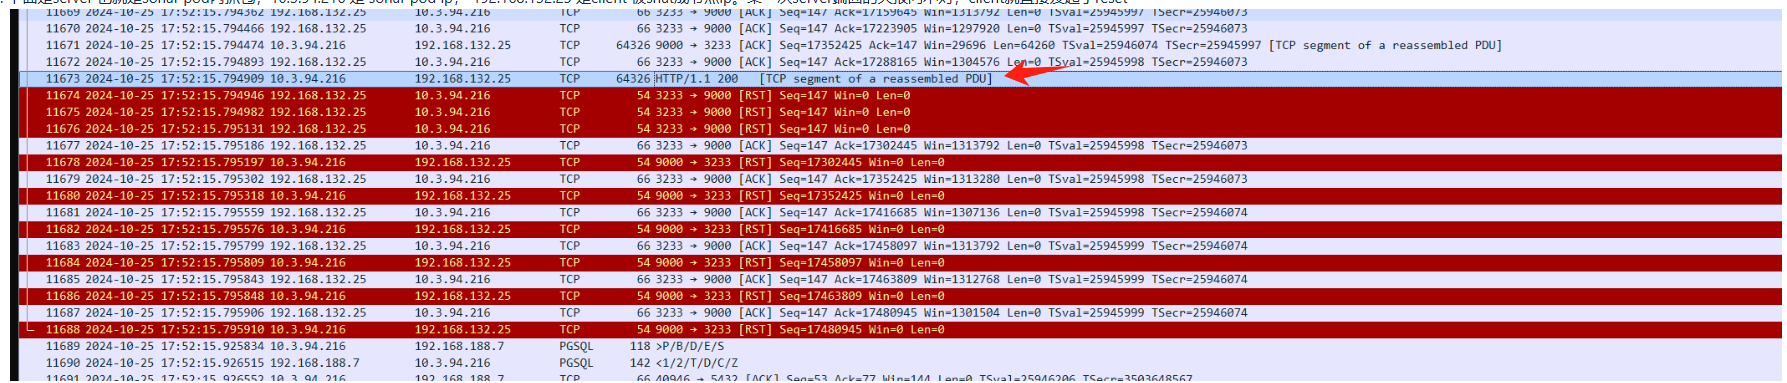 11669 2024-10-25 17:52:15.794362 192.168.132.25 10.3.94.216 TCP 66 3233 → 9000 [ACK] Seq=147 Ack=17159645 Win=1313792 Len=0 TSval=25945997 TSecr=25946073
11670 2024-10-25 17:52:15.794466 192.168.132.25 10.3.94.216 TCP 66 3233 → 9000 [ACK] Seq=147 Ack=17223905 Win=1297920 Len=0 TSval=25945997 TSecr=25946073
11671 2024-10-25 17:52:15.794474 10.3.94.216 192.168.132.25 TCP 64326 9000 → 3233 [ACK] Seq=17352425 Ack=147 Win=29696 Len=64260 TSval=25946074 TSecr=25945997 [TCP segment of a reassembled PDU]
11672 2024-10-25 17:52:15.794893 192.168.132.25 10.3.94.216 TCP 66 3233 → 9000 [ACK] Seq=147 Ack=17288165 Win=1304576 Len=0 TSval=25945998 TSecr=25946073
11673 2024-10-25 17:52:15.794909 10.3.94.216 192.168.132.25 TCP 64326 HTTP/1.1 200 [TCP segment of a reassembled PDU]
11674 2024-10-25 17:52:15.794946 192.168.132.25 10.3.94.216 TCP 54 3233 → 9000 [RST] Seq=147 Win=0 Len=0
11675 2024-10-25 17:52:15.794982 192.168.132.25 10.3.94.216 TCP 54 3233 → 9000 [RST] Seq=147 Win=0 Len=0
11676 2024-10-25 17:52:15.795131 192.168.132.25 10.3.94.216 TCP 54 3233 → 9000 [RST] Seq=147 Win=0 Len=0
11677 2024-10-25 17:52:15.795186 192.168.132.25 10.3.94.216 TCP 66 3233 → 9000 [ACK] Seq=147 Ack=17302445 Win=1313792 Len=0 TSval=25945998 TSecr=25946073
11678 2024-10-25 17:52:15.795197 10.3.94.216 192.168.132.25 TCP 54 9000 → 3233 [RST] Seq=17302445 Win=0 Len=0
11679 2024-10-25 17:52:15.795302 192.168.132.25 10.3.94.216 TCP 66 3233 → 9000 [ACK] Seq=147 Ack=17352425 Win=1313280 Len=0 TSval=25945998 TSecr=25946073
11680 2024-10-25 17:52:15.795318 10.3.94.216 192.168.132.25 TCP 54 9000 → 3233 [RST] Seq=17352425 Win=0 Len=0
11681 2024-10-25 17:52:15.795559 192.168.132.25 10.3.94.216 TCP 66 3233 → 9000 [ACK] Seq=147 Ack=17416685 Win=1307136 Len=0 TSval=25945998 TSecr=25946074
11682 2024-10-25 17:52:15.795576 10.3.94.216 192.168.132.25 TCP 54 9000 → 3233 [RST] Seq=17416685 Win=0 Len=0
11683 2024-10-25 17:52:15.795799 192.168.132.25 10.3.94.216 TCP 66 3233 → 9000 [ACK] Seq=147 Ack=17458097 Win=1313792 Len=0 TSval=25945999 TSecr=25946074
11684 2024-10-25 17:52:15.795809 10.3.94.216 192.168.132.25 TCP 54 9000 → 3233 [RST] Seq=17458097 Win=0 Len=0
11685 2024-10-25 17:52:15.795843 192.168.132.25 10.3.94.216 TCP 66 3233 → 9000 [ACK] Seq=147 Ack=17463809 Win=1312768 Len=0 TSval=25945999 TSecr=25946074
11686 2024-10-25 17:52:15.795848 10.3.94.216 192.168.132.25 TCP 54 9000 → 3233 [RST] Seq=17463809 Win=0 Len=0
11687 2024-10-25 17:52:15.795906 192.168.132.25 10.3.94.216 TCP 66 3233 → 9000 [ACK] Seq=147 Ack=17480945 Win=1301504 Len=0 TSval=25945999 TSecr=25946074
11688 2024-10-25 17:52:15.795910 10.3.94.216 192.168.132.25 TCP 54 9000 → 3233 [RST] Seq=17480945 Win=0 Len=0
11689 2024-10-25 17:52:15.925834 10.3.94.216 192.168.188.7 PGSQL 118 >P/B/D/E/S
11690 2024-10-25 17:52:15.926515 192.168.188.7 10.3.94.216 PGSQL 142 <1/2/T/D/C/Z
11691 2024-10-25 17:52:15.926552 10.3.94.216 192.168.188.7 TCP 66 40946 → 5432 [ACK] Seq=53 Ack=77 Win=144 Len=0 TSval=25946206 TSecr=3503648567